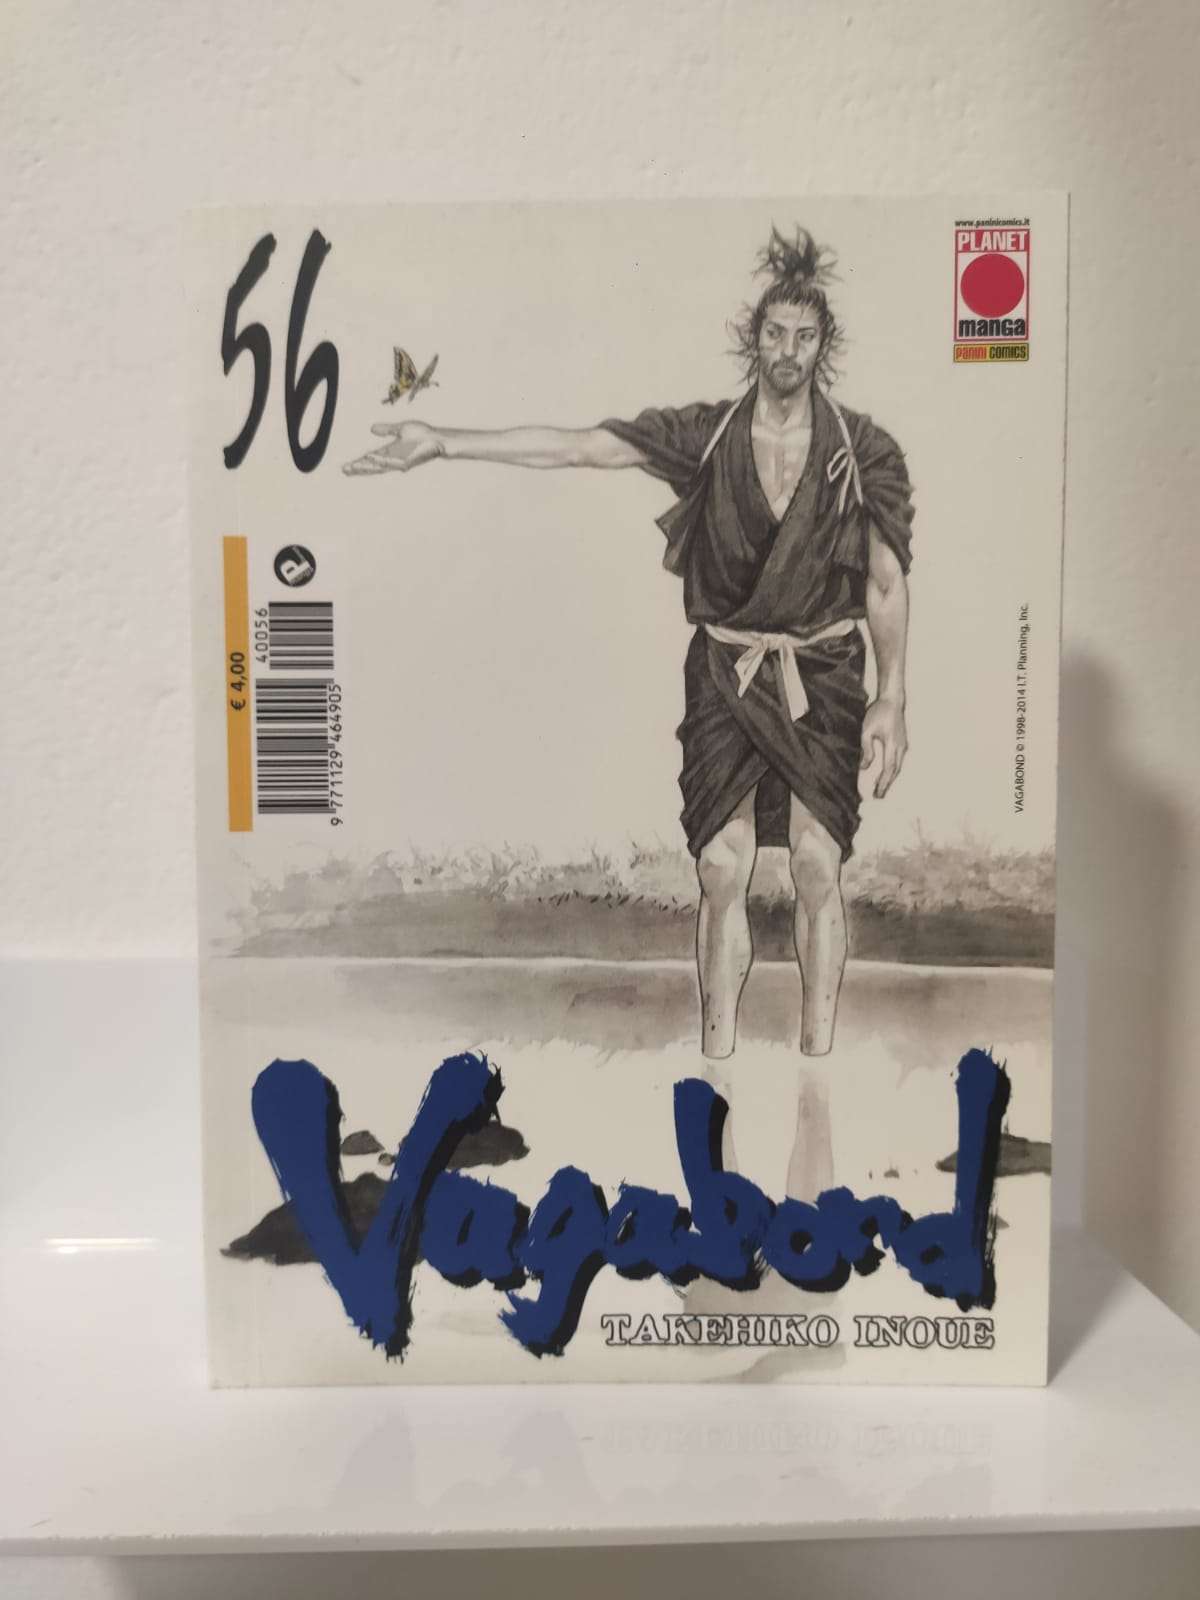 56
www.paninicomics.it
PLANET
manga
PANINI COMICS
€ 4,00
40056
9 771129 464905
VAGABOND © 1998-2014 I.T. Planning, Inc.
Vagabond
TAKEHIKO INOUE